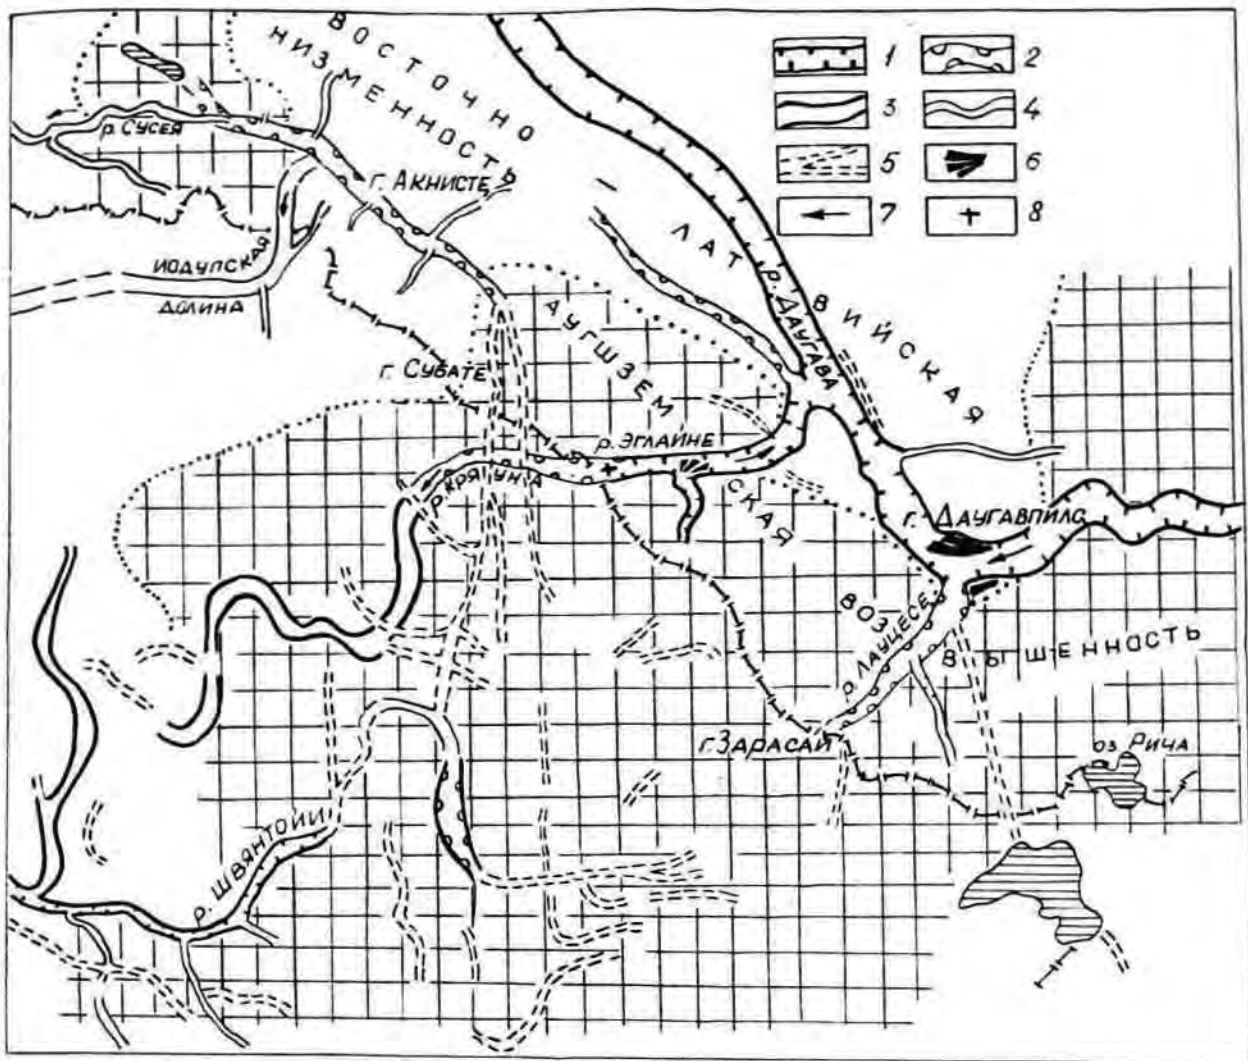 ВОСТОЧНО
НИЗМЕННОСТЬ
— ЛАТВИЙСКАЯ
1
2
3
4
5
6
7
8
р. Сусея
г. Акнисте
Иодупская
долина
р. Даугава
АУГШЗЕМСКАЯ
г. Субате
р. Эглайне
р. Кряуна
г. Даугавпилс
ВОЗВЫШЕННОСТЬ
р. Лауцесе
г. Зарасай
оз. Рича
р. Швянтойи